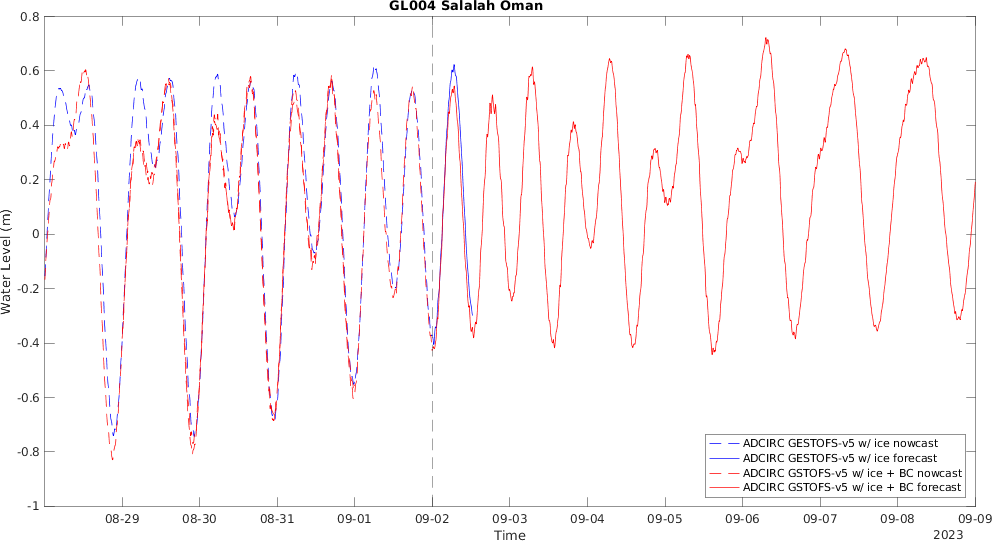 GL004 Salalah Oman
0.8
0.6
0.4
0.2
0
-0.2
-0.4
-0.6
-0.8
-1
Water Level (m)
ADCIRC GESTOFS-v5 w/ ice nowcast
ADCIRC GESTOFS-v5 w/ ice forecast
ADCIRC GSTOFS-v5 w/ ice + BC nowcast
ADCIRC GSTOFS-v5 w/ ice + BC forecast
08-29 08-30 08-31 09-01 09-02 09-03 09-04 09-05 09-06 09-07 09-08 09-09
Time
2023